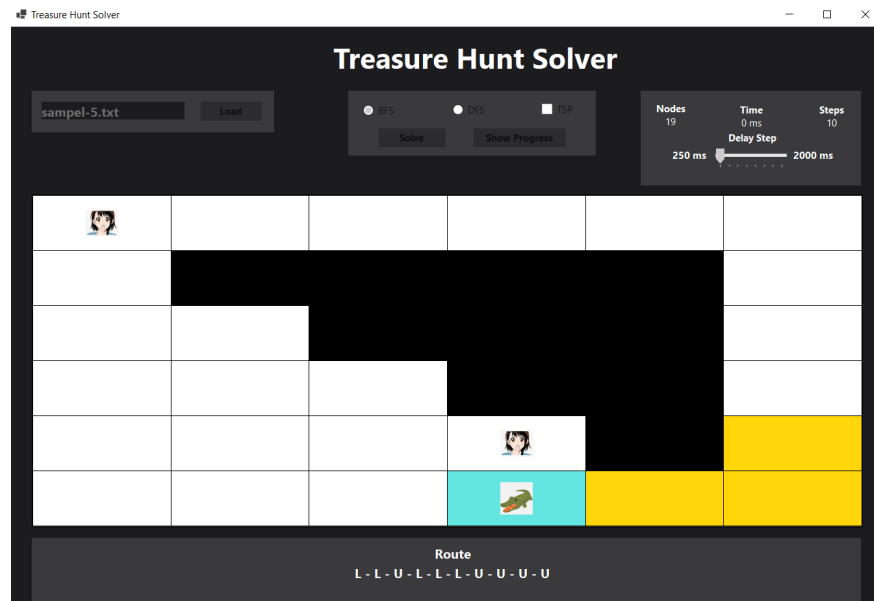 Treasure Hunt Solver
Treasure Hunt Solver
sampel-5.txt
Load
BFS
DFS
TSP
Solve
Show Progress
Nodes
19
Time
0 ms
Steps
10
Delay Step
250 ms
2000 ms
Route
L - L - U - L - L - L - U - U - U - U